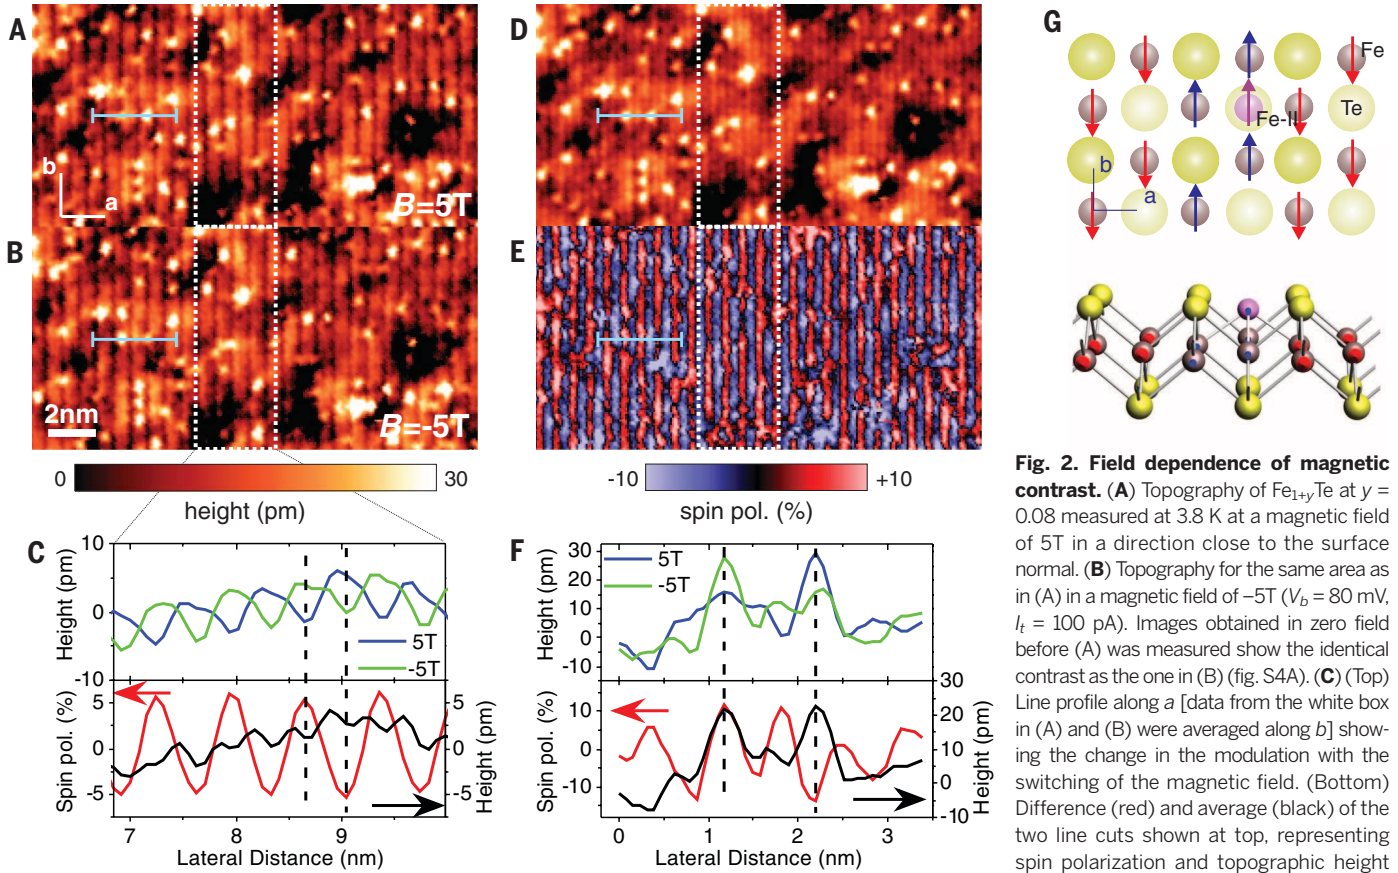 A
b
a
B=5T
B
2nm
B=-5T
0
30
height (pm)
D
E
-10
+10
spin pol. (%)
C
10
0
-10
Height (pm)
5T
-5T
5
0
-5
Spin pol. (%)
5
0
-5
Height (pm)
7
8
9
Lateral Distance (nm)
F
30
20
10
0
-10
Height (pm)
5T
-5T
10
0
-10
Spin pol. (%)
30
20
10
0
-10
Height (pm)
0
1
2
3
Lateral Distance (nm)
G
Fe
Te
Fe-II
b
a
Fig. 2. Field dependence of magnetic
contrast. (A) Topography of Fe1+yTe at y =
0.08 measured at 3.8 K at a magnetic field
of 5T in a direction close to the surface
normal. (B) Topography for the same area as
in (A) in a magnetic field of −5T (Vb = 80 mV,
It = 100 pA). Images obtained in zero field
before (A) was measured show the identical
contrast as the one in (B) (fig. S4A). (C) (Top)
Line profile along a [data from the white box
in (A) and (B) were averaged along b] show-
ing the change in the modulation with the
switching of the magnetic field. (Bottom)
Difference (red) and average (black) of the
two line cuts shown at top, representing
spin polarization and topographic height